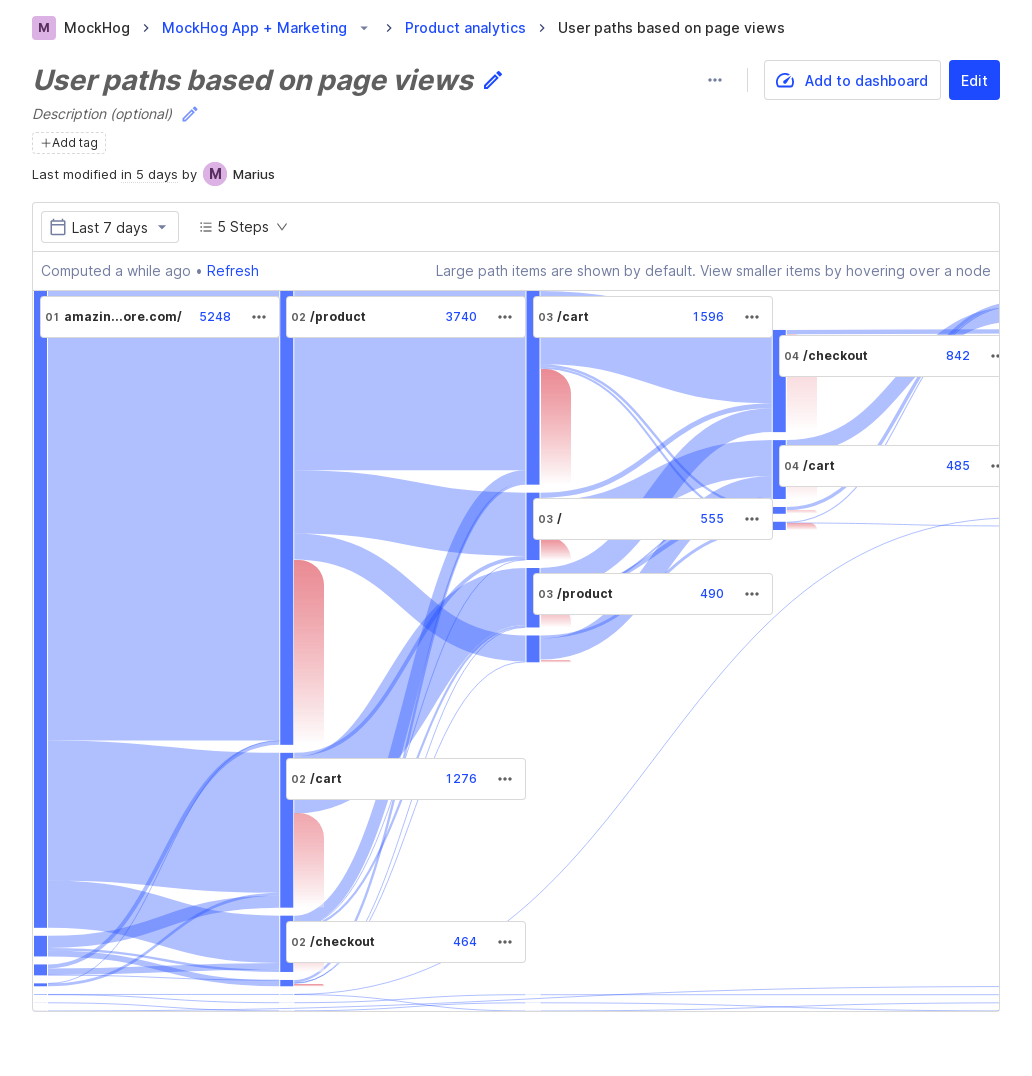 M MockHog > MockHog App + Marketing > Product analytics > User paths based on page views
User paths based on page views
Add to dashboard
Edit
Description (optional)
+Add tag
Last modified in 5 days by M Marius
Last 7 days
5 Steps
Computed a while ago • Refresh
Large path items are shown by default. View smaller items by hovering over a node
01 amazin...ore.com/ 5248
02 /product 3740
03 /cart 1596
04 /checkout 842
04 /cart 485
03 / 555
03 /product 490
02 /cart 1276
02 /checkout 464